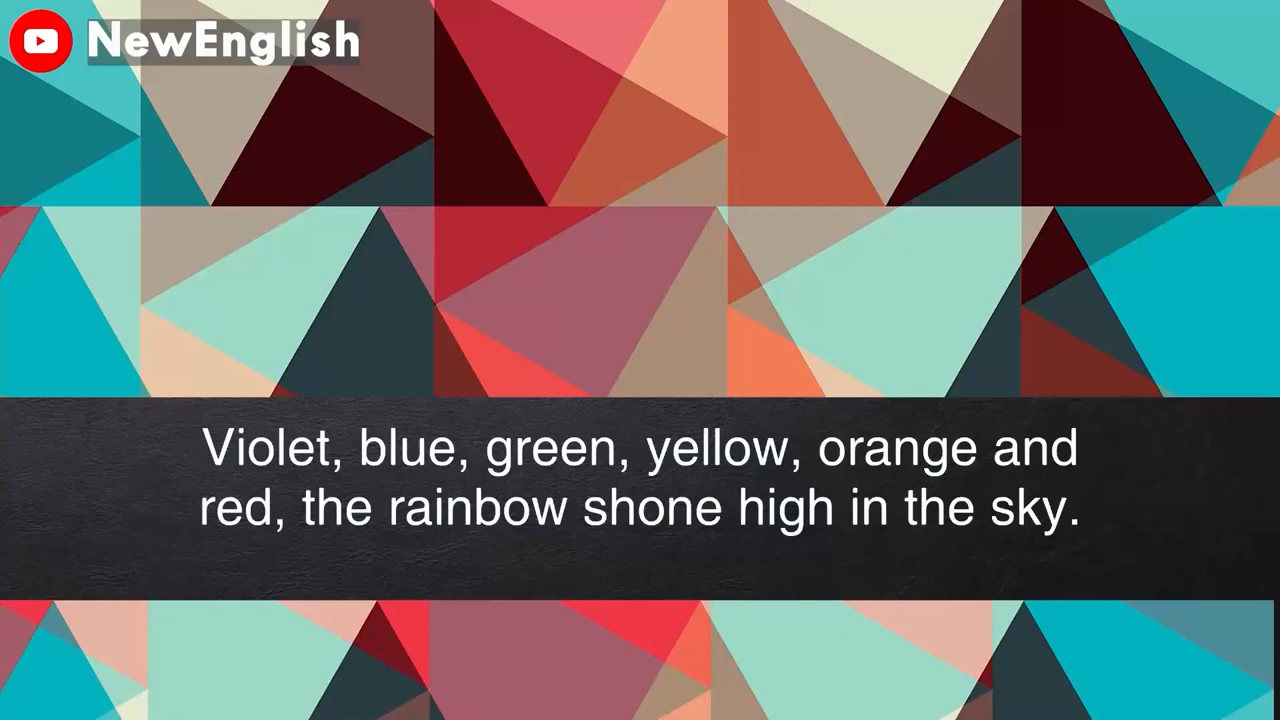 NewEnglish
Violet, blue, green, yellow, orange and
red, the rainbow shone high in the sky.